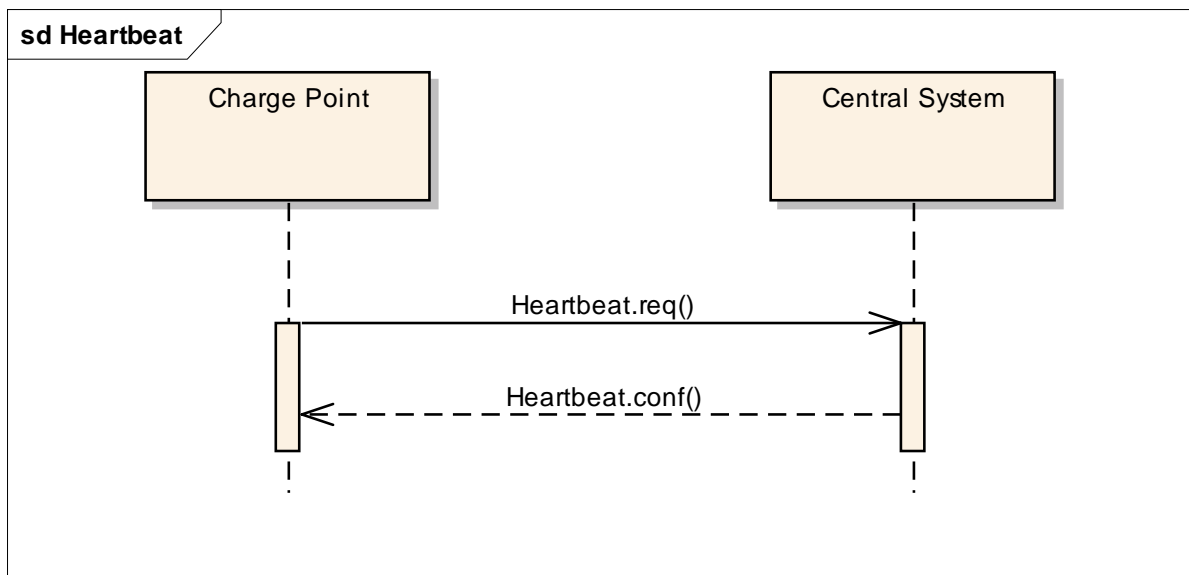 sd Heartbeat
Charge Point
Central System
Heartbeat.req()
Heartbeat.conf()